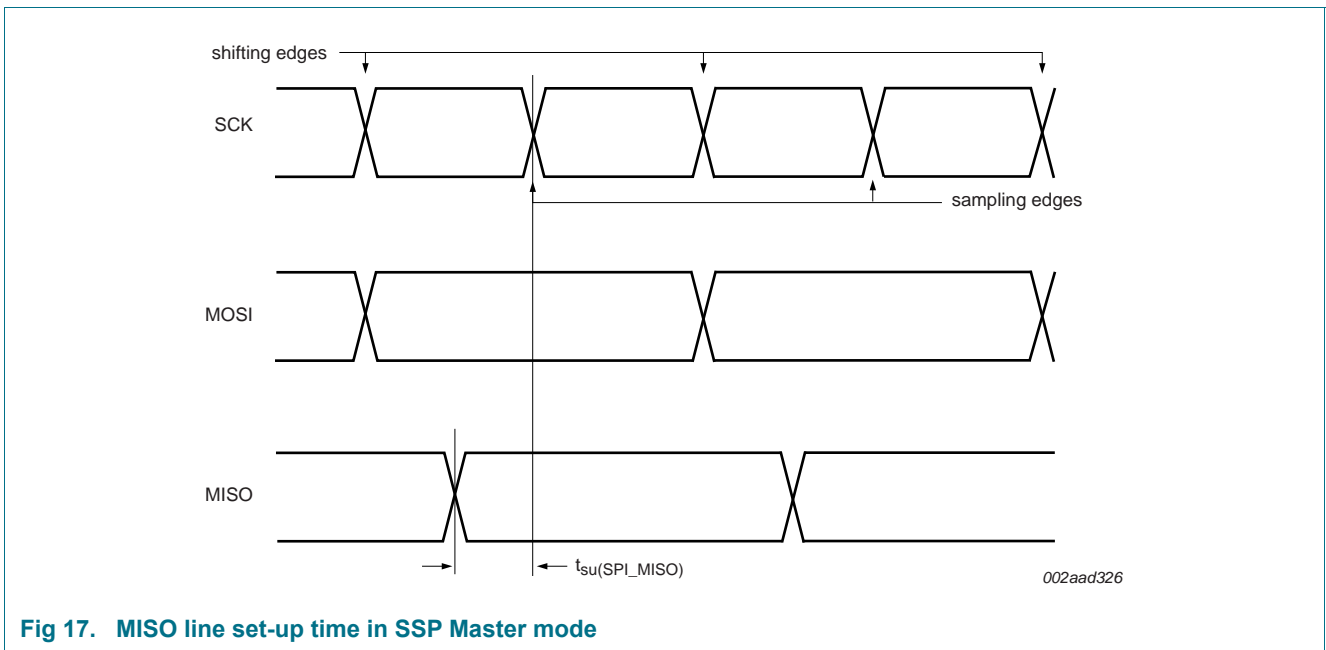 shifting edges
SCK
sampling edges
MOSI
MISO
tsu(SPI_MISO)
002aad326
Fig 17. MISO line set-up time in SSP Master mode